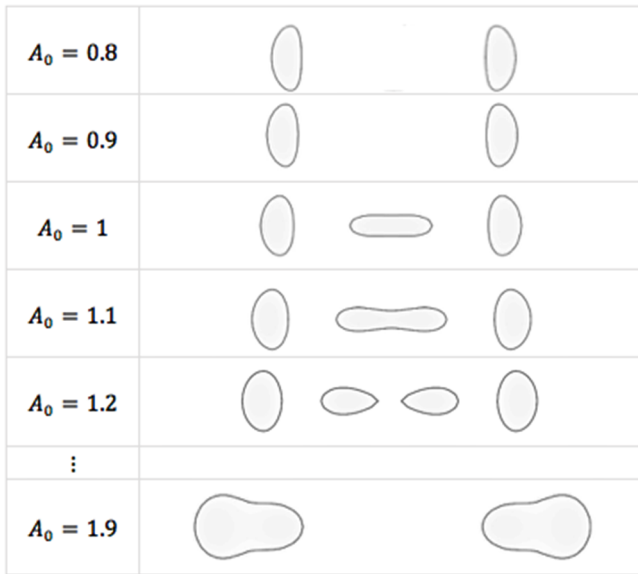 A₀ = 0.8
A₀ = 0.9
A₀ = 1
A₀ = 1.1
A₀ = 1.2
⋮
A₀ = 1.9